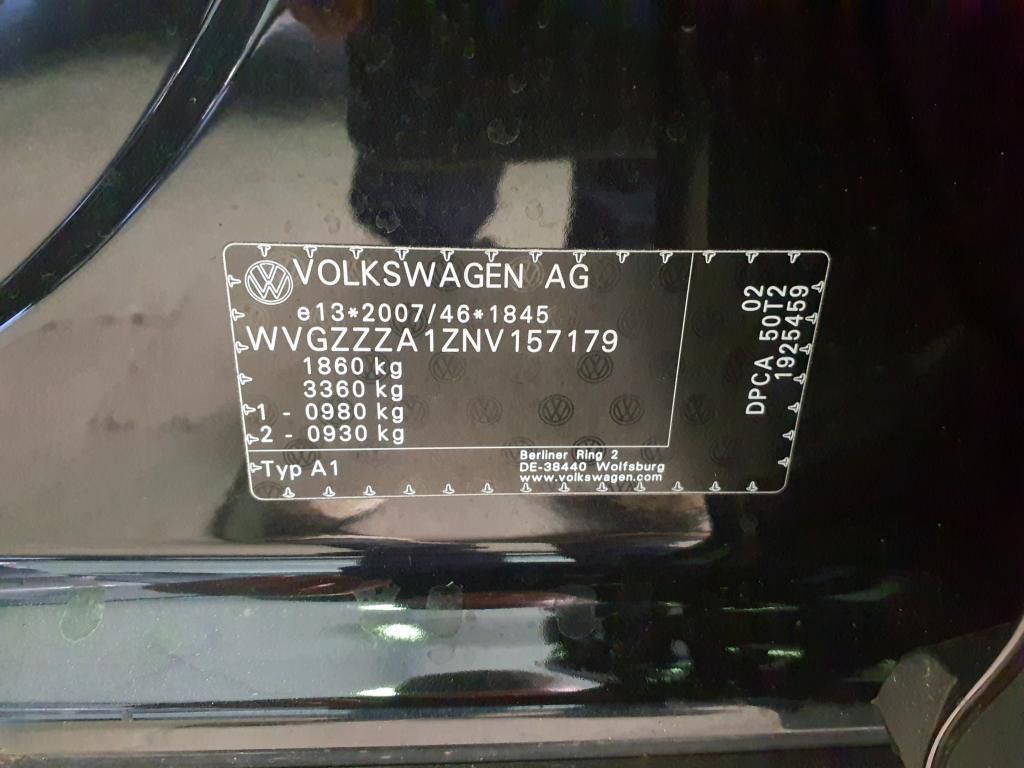 VOLKSWAGEN AG
e13*2007/46*1845
WVGZZZA1ZNV157179
1860 kg
3360 kg
1 - 0980 kg
2 - 0930 kg
Typ A1
Berliner Ring 2
DE-38440 Wolfsburg
www.volkswagen.com
02
DPCA 50T2
1925459